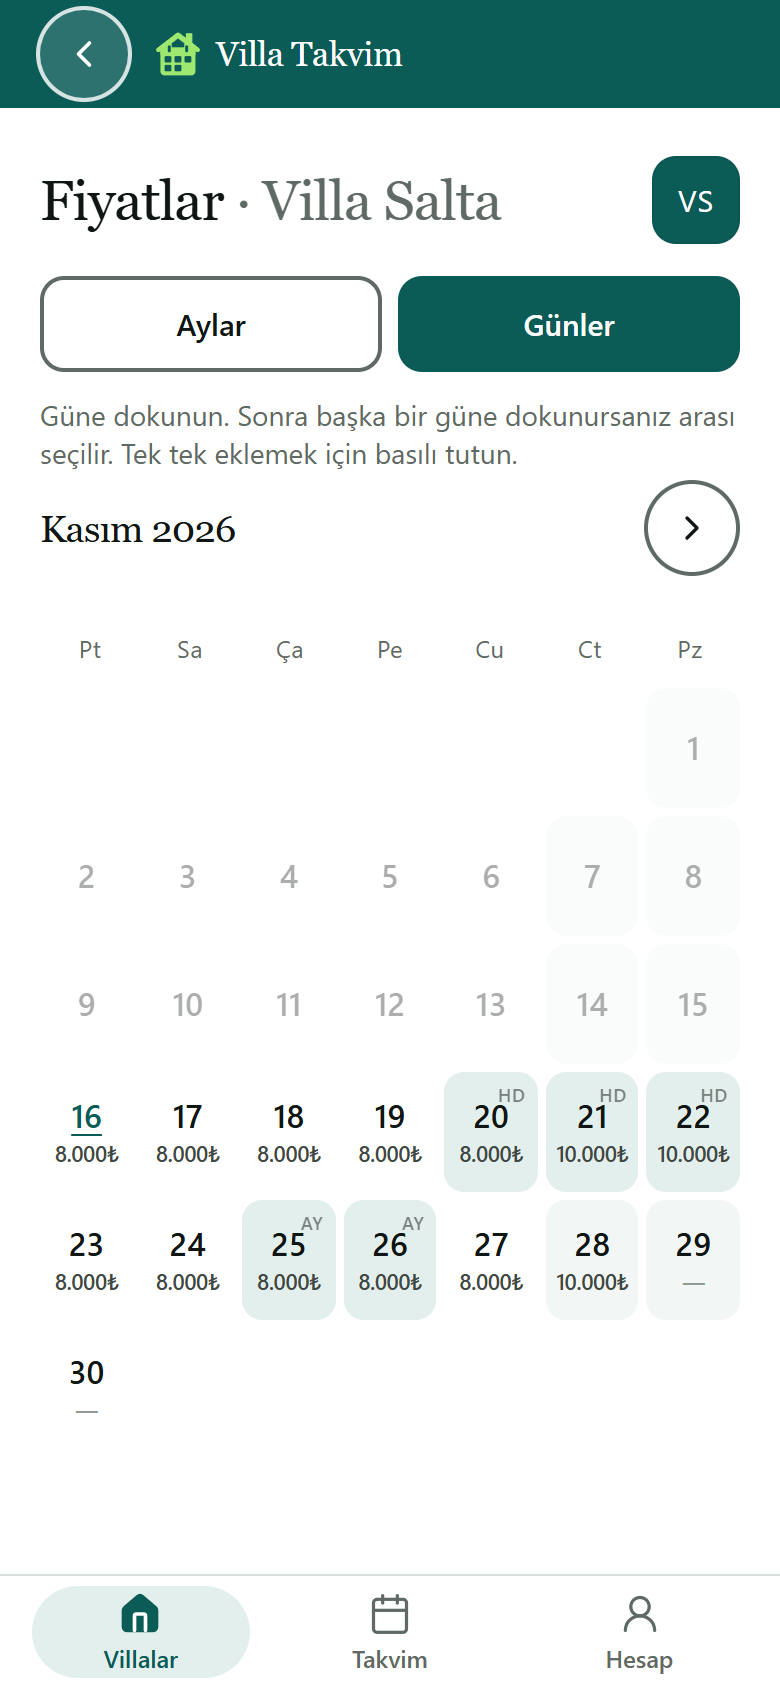 Villa Takvim
Fiyatlar · Villa Salta
VS
Aylar
Günler
Güne dokunun. Sonra başka bir güne dokunursanız arası
seçilir. Tek tek eklemek için basılı tutun.
Kasım 2026
Pt Sa Ça Pe Cu Ct Pz
1
2 3 4 5 6 7 8
9 10 11 12 13 14 15
HD HD HD
16 17 18 19 20 21 22
8.000₺ 8.000₺ 8.000₺ 8.000₺ 8.000₺ 10.000₺ 10.000₺
AY AY
23 24 25 26 27 28 29
8.000₺ 8.000₺ 8.000₺ 8.000₺ 8.000₺ 10.000₺ —
30
—
Villalar Takvim Hesap